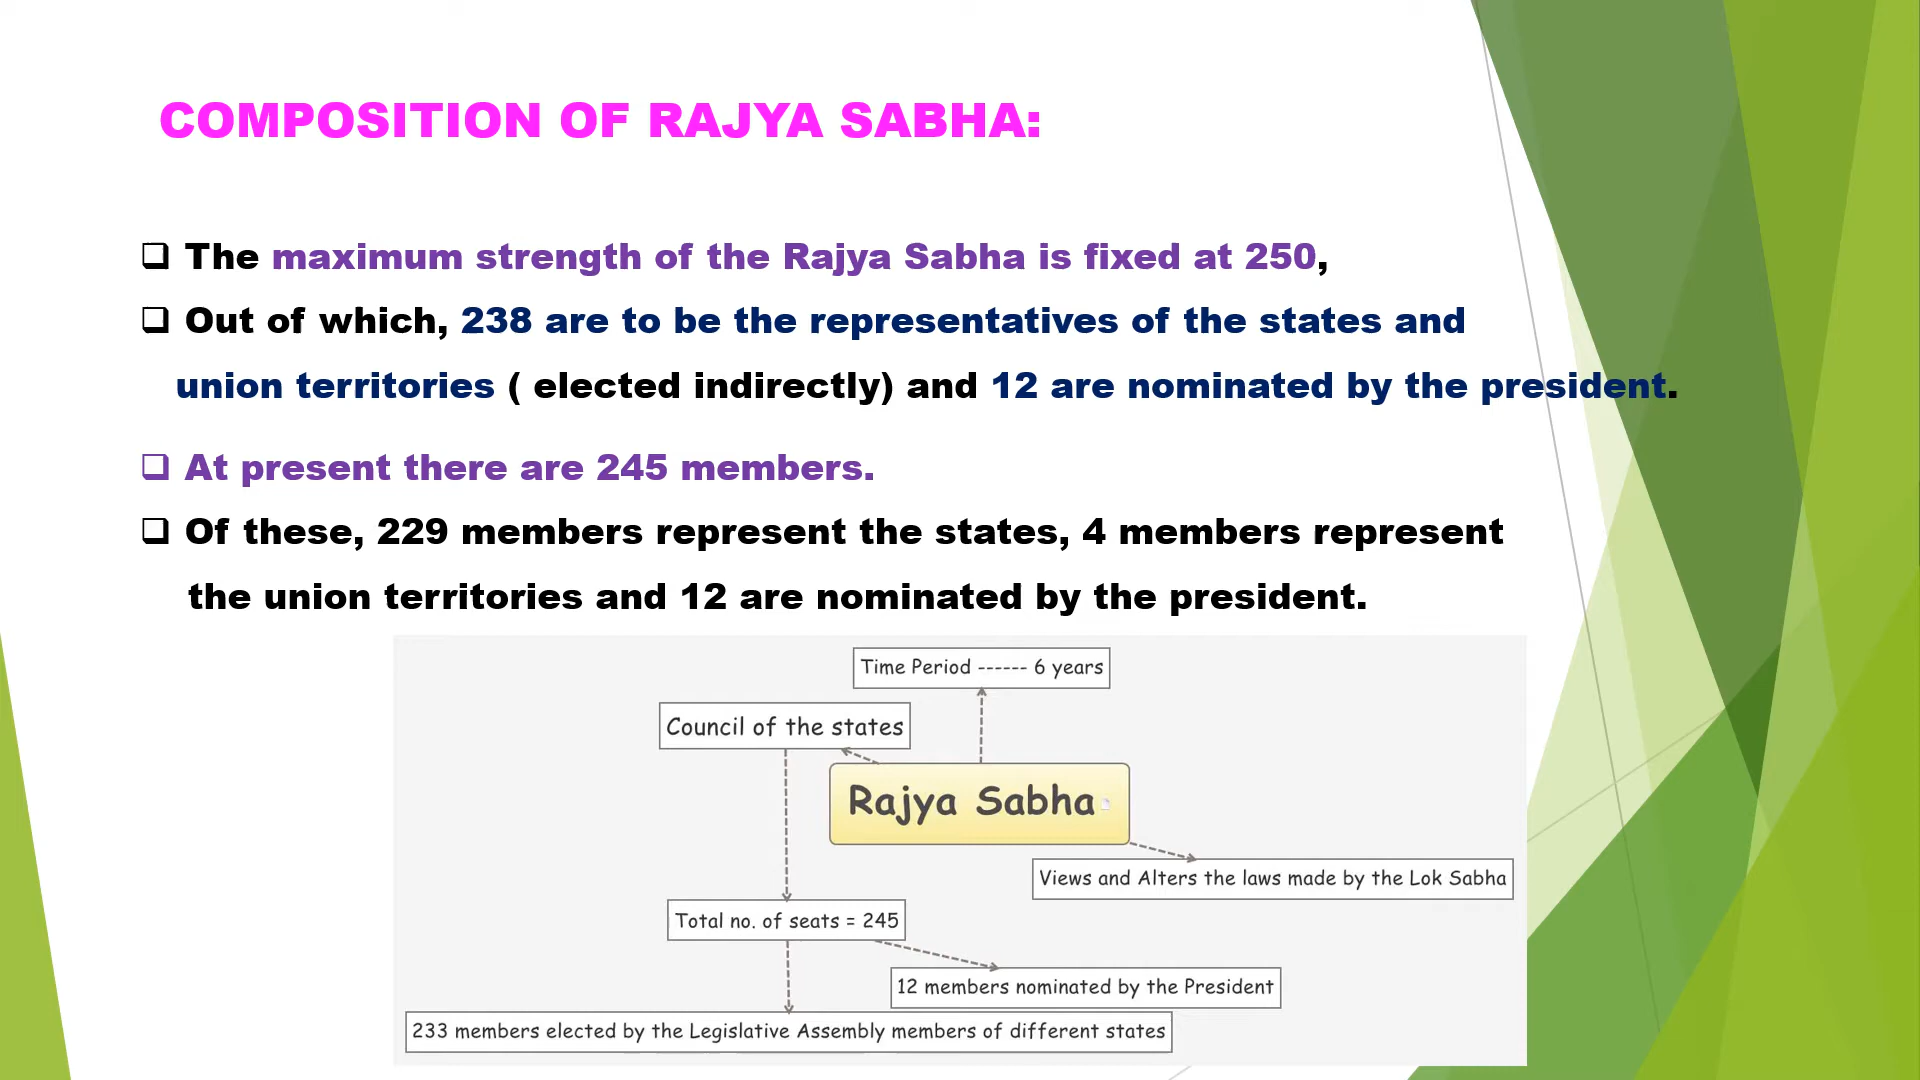 COMPOSITION OF RAJYA SABHA:
❑ The maximum strength of the Rajya Sabha is fixed at 250,
❑ Out of which, 238 are to be the representatives of the states and
union territories ( elected indirectly) and 12 are nominated by the president.
❑ At present there are 245 members.
❑ Of these, 229 members represent the states, 4 members represent
the union territories and 12 are nominated by the president.
Time Period ------ 6 years
Council of the states
Rajya Sabha
Views and Alters the laws made by the Lok Sabha
Total no. of seats = 245
12 members nominated by the President
233 members elected by the Legislative Assembly members of different states